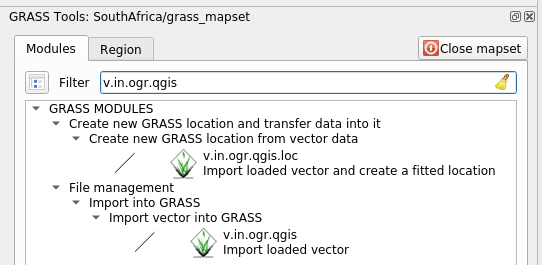 GRASS Tools: SouthAfrica/grass_mapset
Modules
Region
Close mapset
Filter
v.in.ogr.qgis
GRASS MODULES
Create new GRASS location and transfer data into it
Create new GRASS location from vector data
v.in.ogr.qgis.loc
Import loaded vector and create a fitted location
File management
Import into GRASS
Import vector into GRASS
v.in.ogr.qgis
Import loaded vector